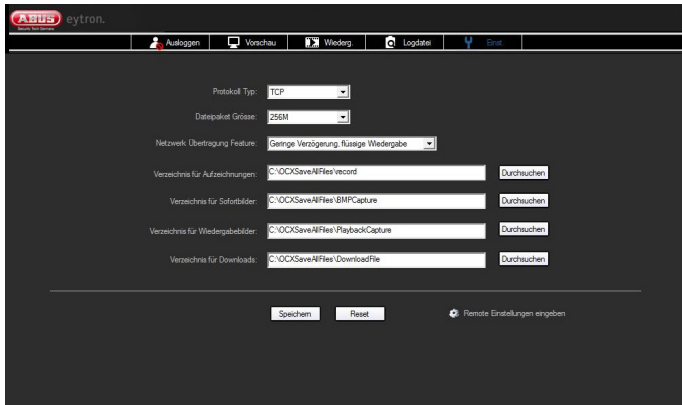 ABUS eytron.
Security Tech Germany
Ausloggen Vorschau Wiederg. Logdatei Einst.
Protokoll Typ: TCP
Dateipaket Grösse: 256M
Netzwerk Übertragung Feature: Geringe Verzögerung, flüssige Wiedergabe
Verzeichnis für Aufzeichnungen: C:\OCXSaveAllFiles\record Durchsuchen
Verzeichnis für Sofortbilder: C:\OCXSaveAllFiles\BMPCapture Durchsuchen
Verzeichnis für Wiedergabebilder: C:\OCXSaveAllFiles\PlaybackCapture Durchsuchen
Verzeichnis für Downloads: C:\OCXSaveAllFiles\DownloadFile Durchsuchen
Speichern Reset Remote Einstellungen eingeben